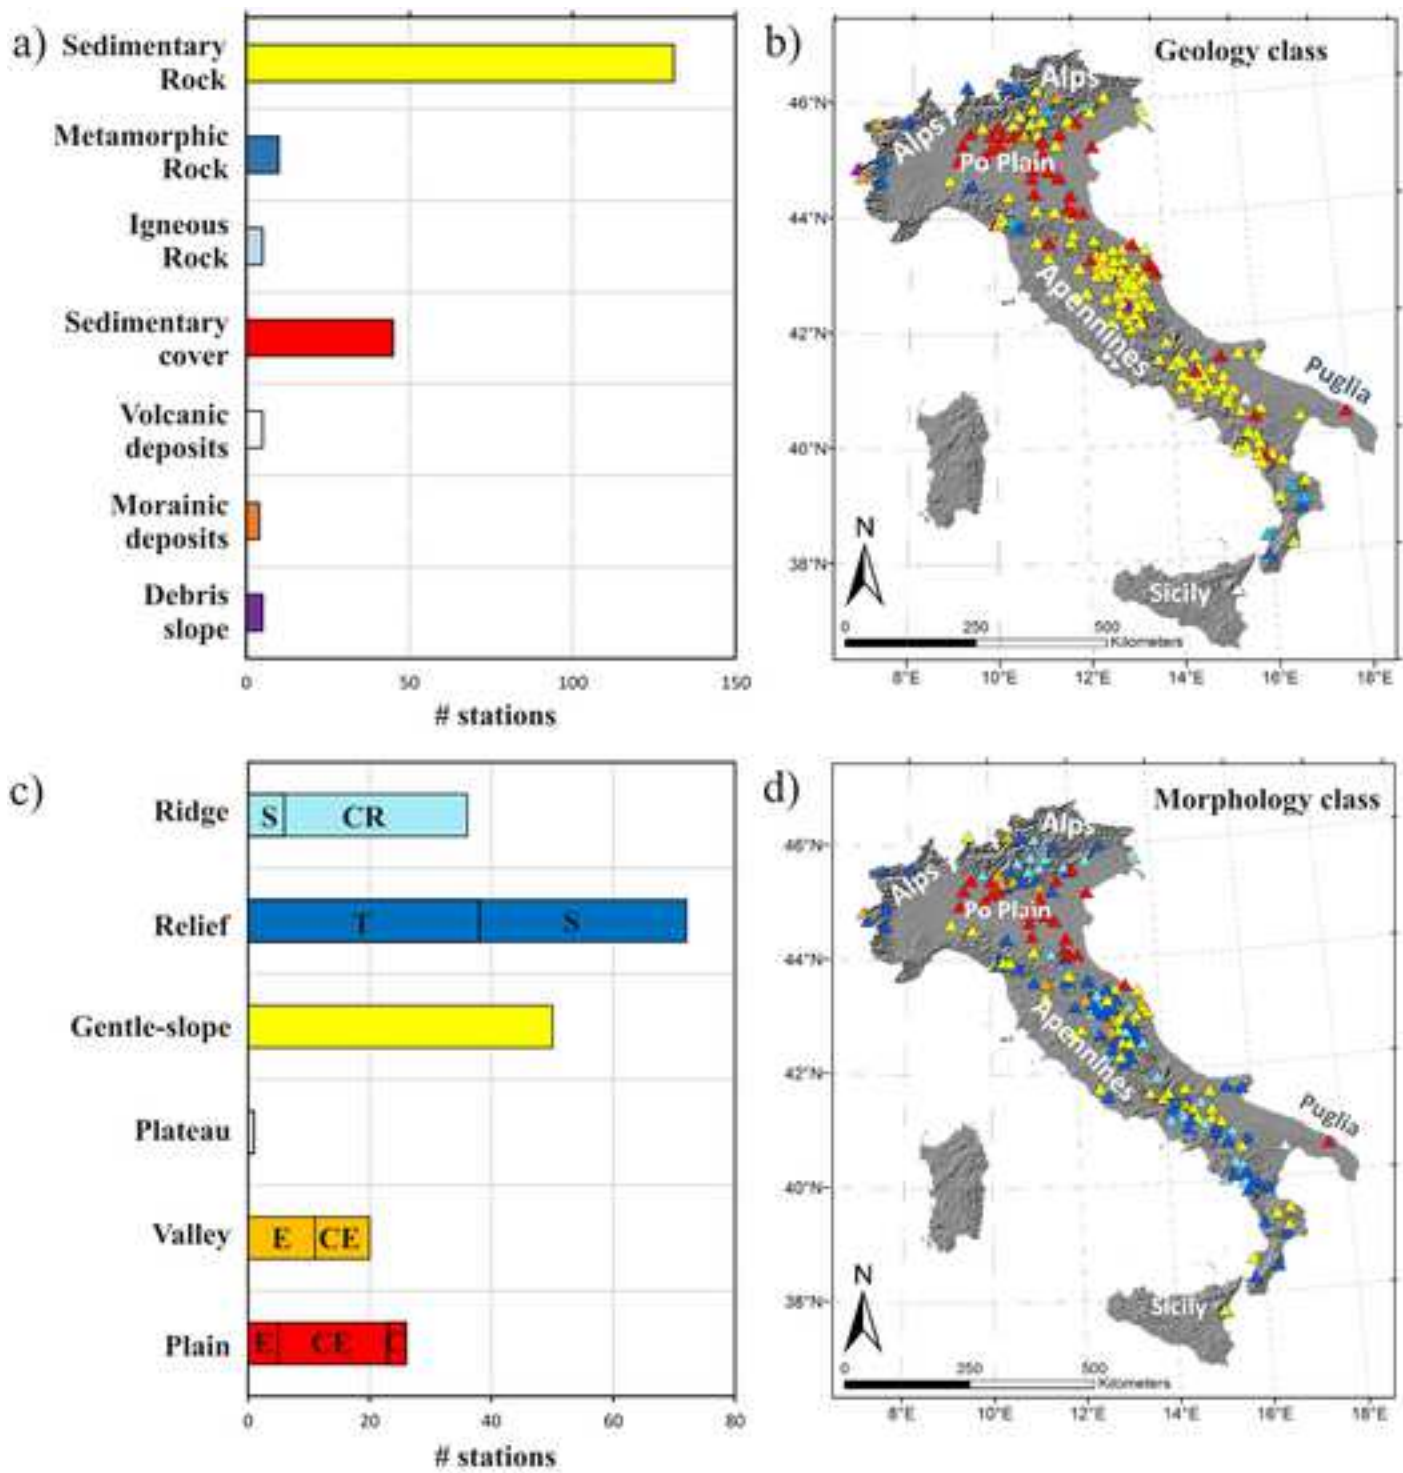 a)
Sedimentary
Rock
Metamorphic
Rock
Igneous
Rock
Sedimentary
cover
Volcanic
deposits
Morainic
deposits
Debris
slope
0
50
100
150
# stations
b)
Geology class
Alps
Alps
Po Plain
Apennines
Puglia
Sicily
46°N
44°N
42°N
40°N
38°N
N
0
250
500
Kilometers
8°E
10°E
12°E
14°E
16°E
18°E
c)
Ridge
S
CR
Relief
T
S
Gentle-slope
Plateau
Valley
E
CE
Plain
E
CE
C
0
20
40
60
80
# stations
d)
Morphology class
Alps
Alps
Po Plain
Apennines
Puglia
Sicily
46°N
44°N
42°N
40°N
38°N
N
0
250
500
Kilometers
8°E
10°E
12°E
14°E
16°E
18°E